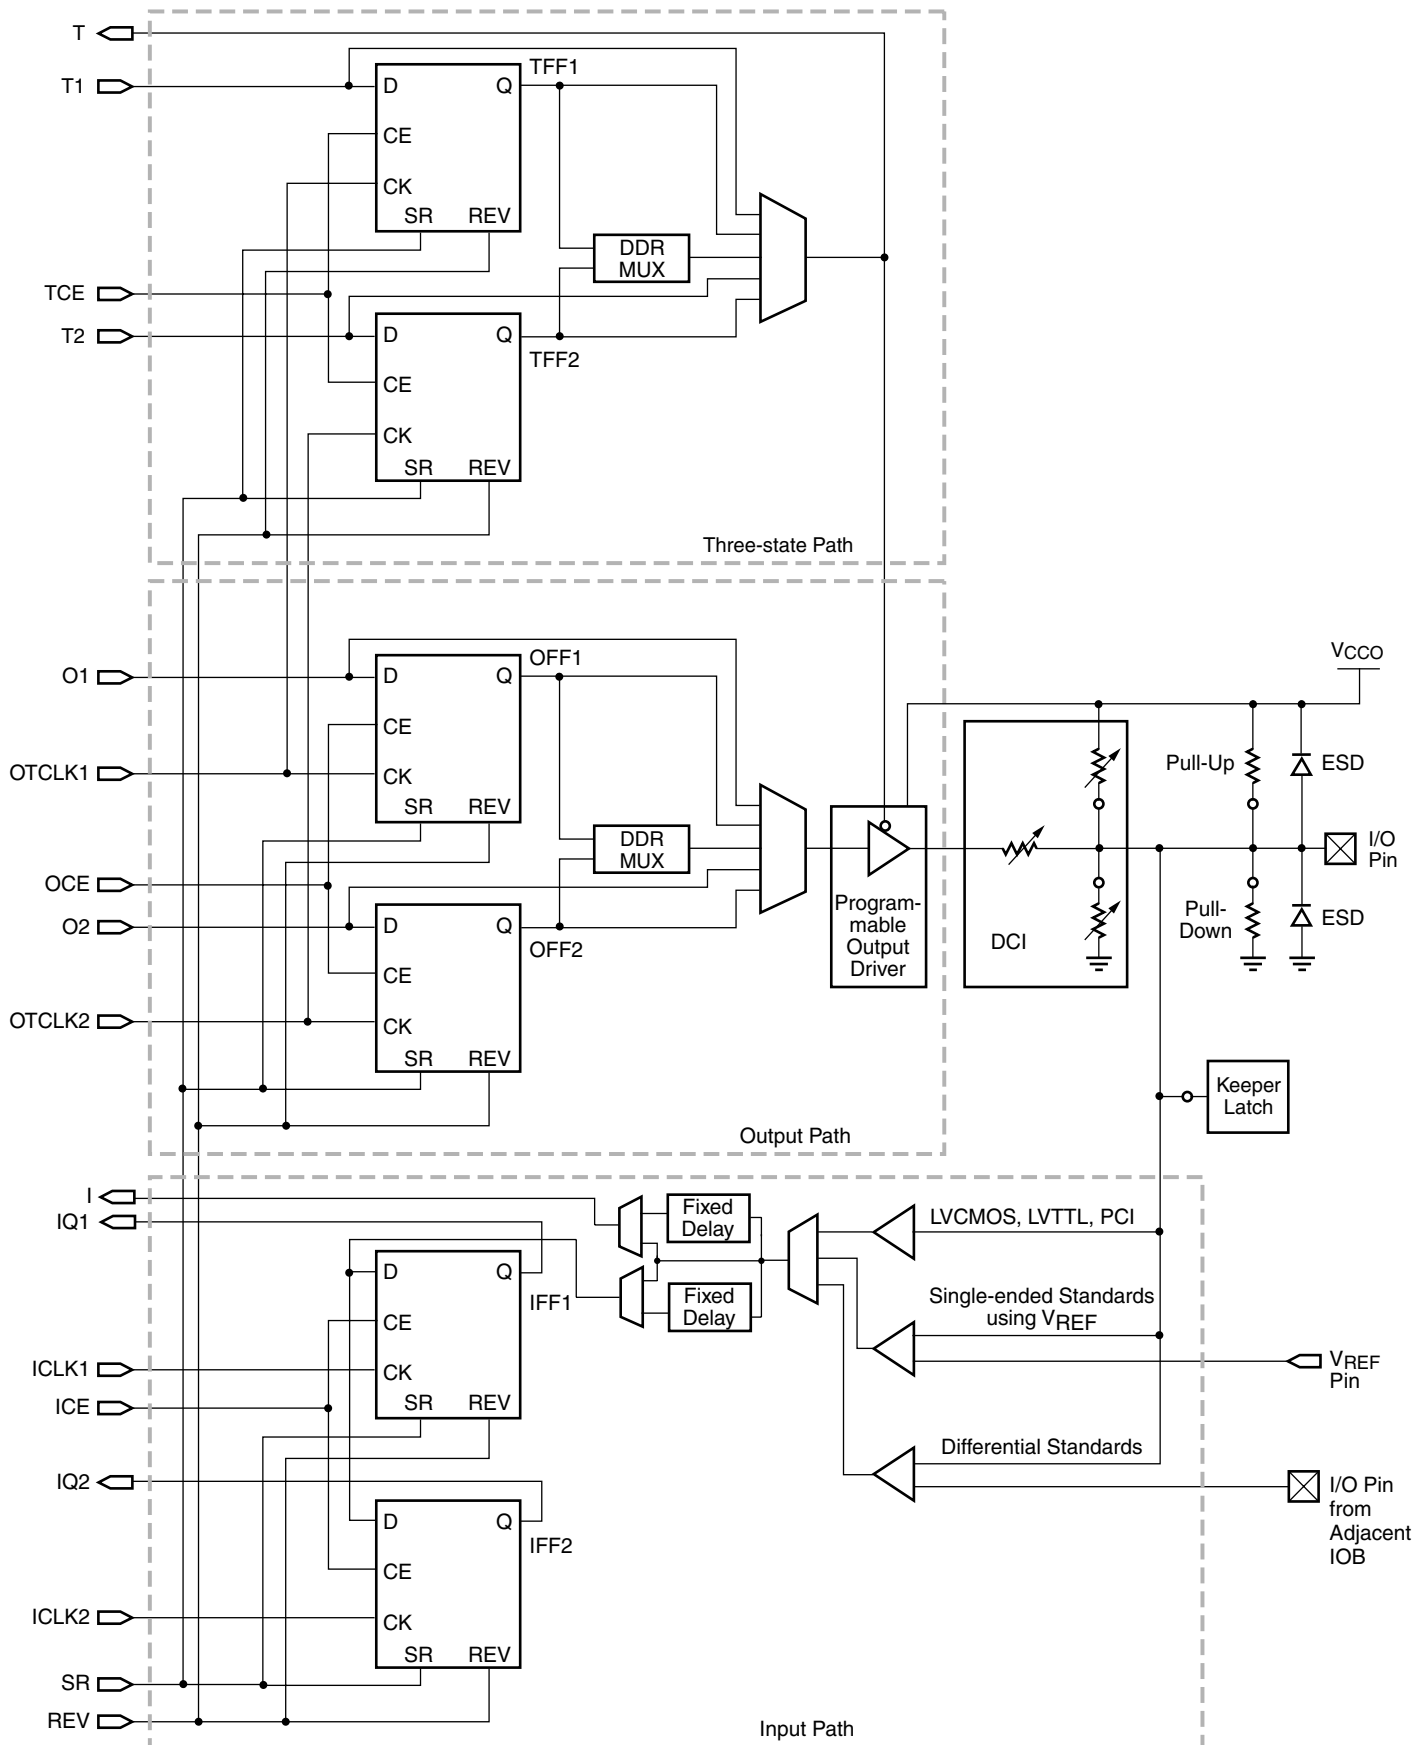 T
TFF1
T1
D
Q
CE
CK
SR
REV
DDR
MUX
TCE
T2
D
Q
TFF2
CE
CK
SR
REV
Three-state Path
O1
D
Q
OFF1
CE
OTCLK1
CK
SR
REV
DDR
MUX
OCE
O2
D
Q
OFF2
CE
OTCLK2
CK
SR
REV
Program-
mable
Output
Driver
DCI
VCCO
Pull-Up
ESD
I/O
Pin
Pull-
Down
ESD
Keeper
Latch
Output Path
I
IQ1
Fixed
Delay
LVCMOS, LVTTL, PCI
D
Q
IFF1
Fixed
Delay
Single-ended Standards
using VREF
CE
ICLK1
CK
VREF
Pin
ICE
SR
REV
Differential Standards
IQ2
I/O Pin
from
Adjacent
IOB
D
Q
IFF2
CE
ICLK2
CK
SR
REV
SR
REV
Input Path